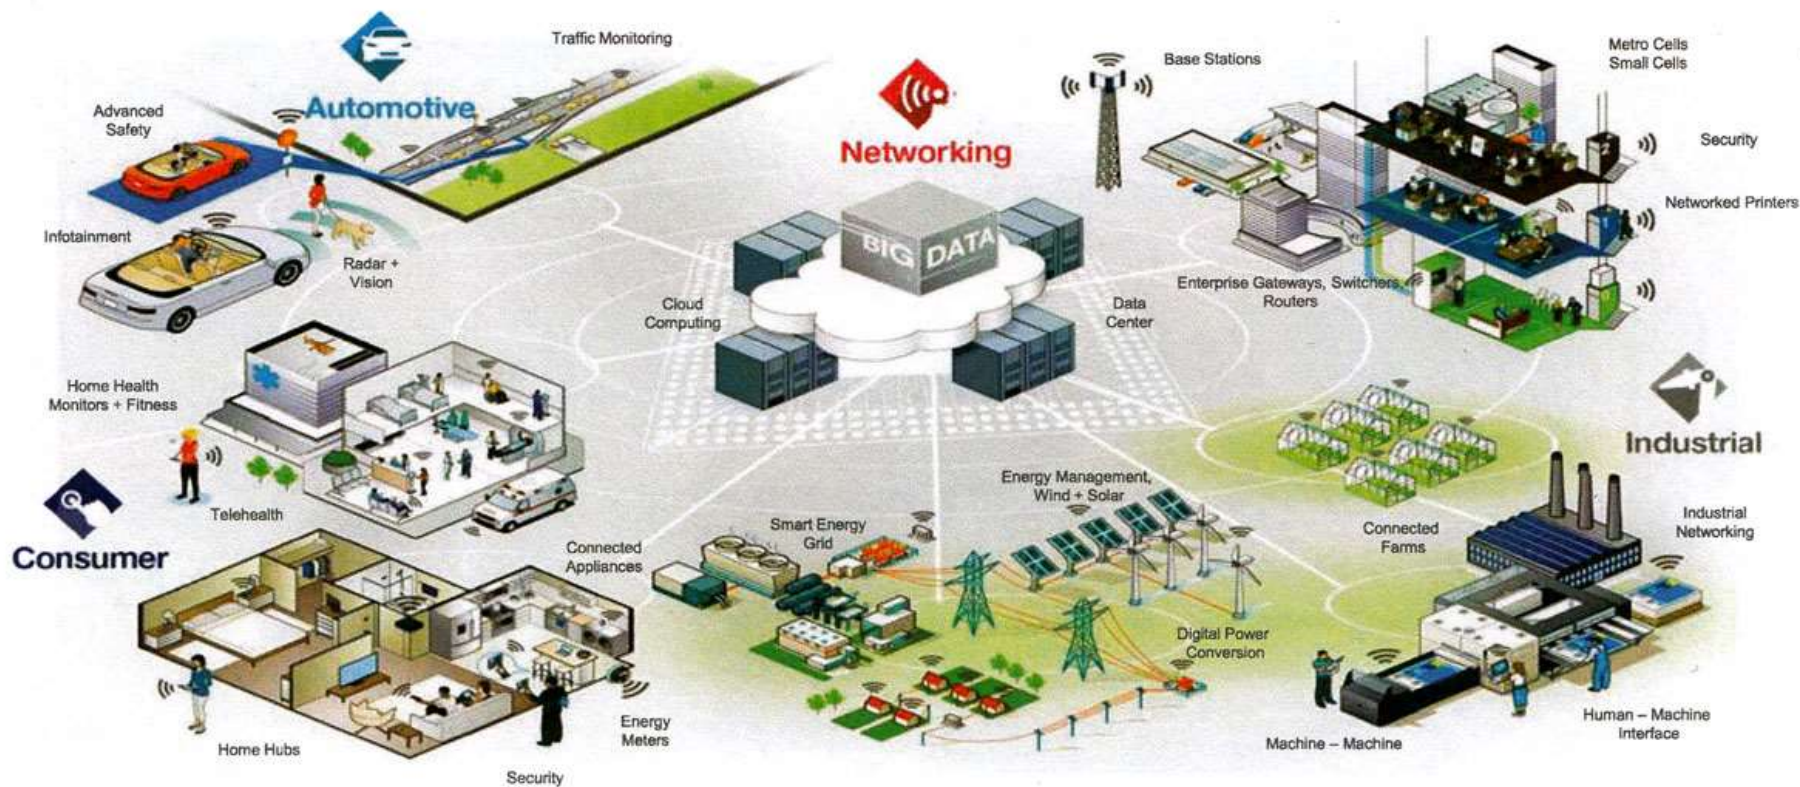 Traffic Monitoring
Automotive
Advanced
Safety
Infotainment
Radar +
Vision
Networking
Base Stations
Metro Cells
Small Cells
Security
Networked Printers
Enterprise Gateways, Switchers,
Routers
BIG DATA
Cloud
Computing
Data
Center
Home Health
Monitors + Fitness
Telehealth
Consumer
Connected
Appliances
Home Hubs
Security
Energy
Meters
Smart Energy
Grid
Energy Management,
Wind + Solar
Digital Power
Conversion
Industrial
Connected
Farms
Industrial
Networking
Machine – Machine
Human – Machine
Interface